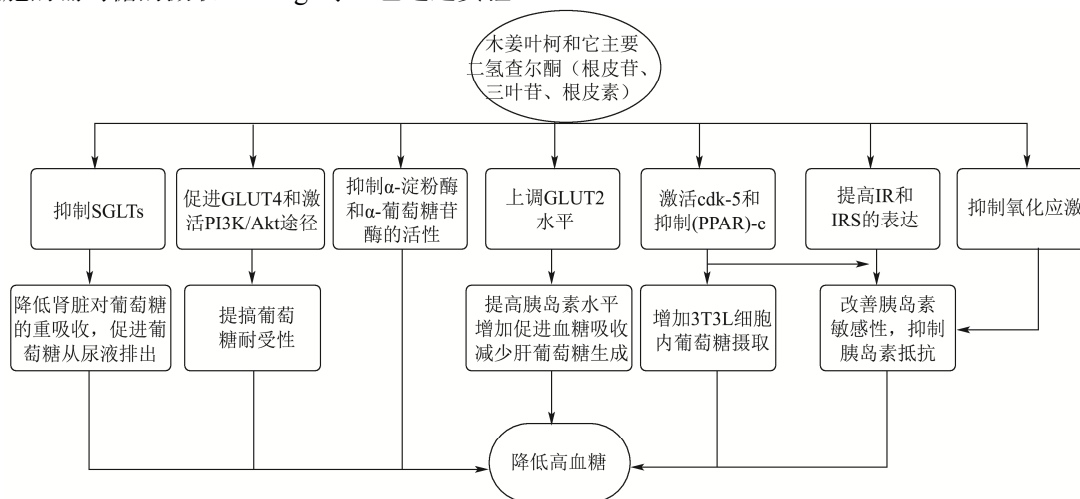 木姜叶柯和它主要
二氢查尔酮（根皮苷、
三叶苷、根皮素）
抑制SGLTs
促进GLUT4和激
活PI3K/Akt途径
抑制α-淀粉酶
和α-葡萄糖苷
酶的活性
上调GLUT2
水平
激活cdk-5和
抑制(PPAR)-c
提高IR和
IRS的表达
抑制氧化应激
降低肾脏对葡萄糖
的重吸收，促进葡
萄糖从尿液排出
提搞葡萄
糖耐受性
提高胰岛素水平
增加促进血糖吸收
减少肝葡萄糖生成
增加3T3L细胞
内葡萄糖摄取
改善胰岛素
敏感性，抑制
胰岛素抵抗
降低高血糖